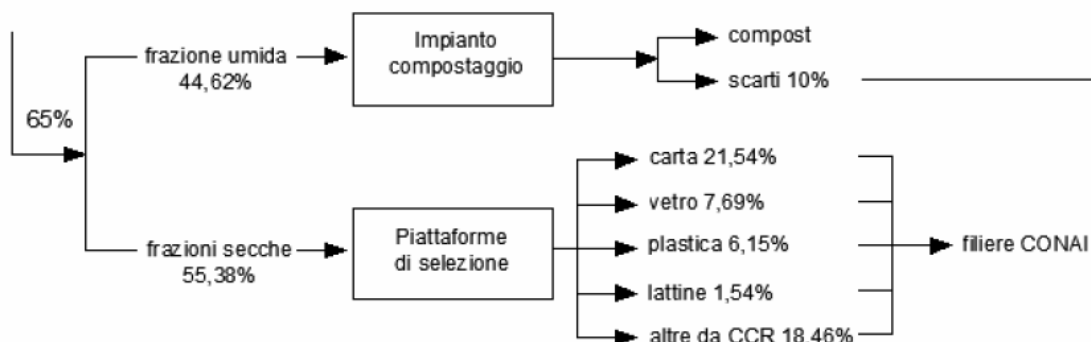 65%
frazione umida
44,62%
Impianto
compostaggio
compost
scarti 10%
frazioni secche
55,38%
Piattaforme
di selezione
carta 21,54%
vetro 7,69%
plastica 6,15%
lattine 1,54%
altre da CCR 18,46%
filiere CONAI